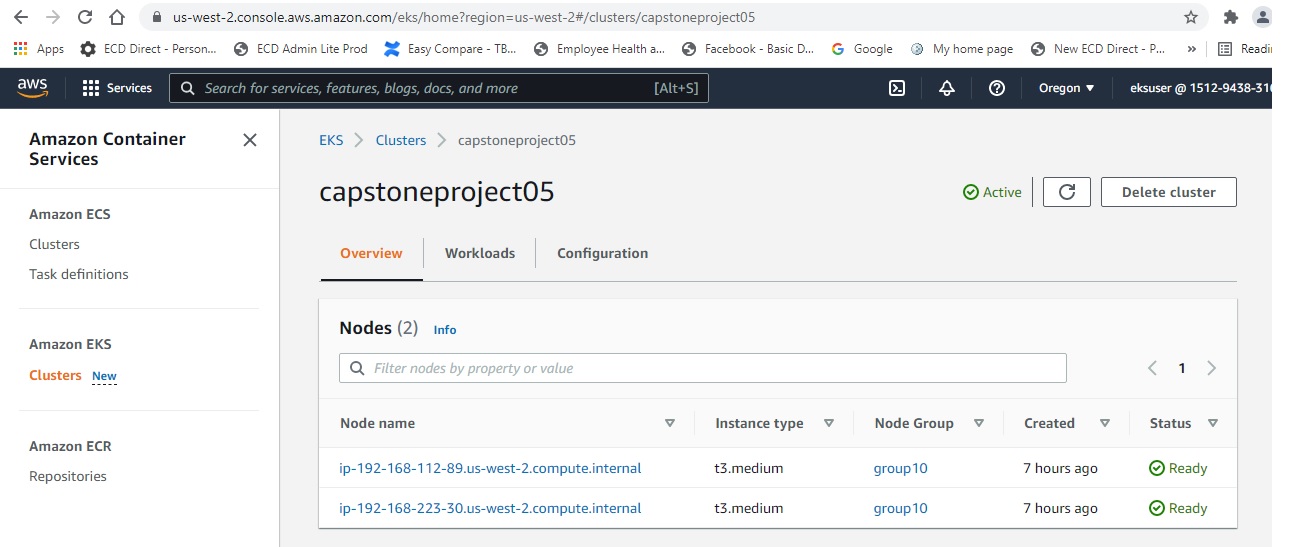 us-west-2.console.aws.amazon.com/eks/home?region=us-west-2#/clusters/capstoneproject05
Apps ECD Direct - Person... ECD Admin Lite Prod Easy Compare - TB... Employee Health a... Facebook - Basic D... Google My home page New ECD Direct - P... » Readi
aws Services Search for services, features, blogs, docs, and more [Alt+S] Oregon ▼ eksuser @ 1512-9438-316
Amazon Container Services
Amazon ECS
Clusters
Task definitions
Amazon EKS
Clusters New
Amazon ECR
Repositories
EKS > Clusters > capstoneproject05
capstoneproject05
Active Delete cluster
Overview Workloads Configuration
Nodes (2) Info
Filter nodes by property or value 1
Node name Instance type Node Group Created Status
ip-192-168-112-89.us-west-2.compute.internal t3.medium group10 7 hours ago Ready
ip-192-168-223-30.us-west-2.compute.internal t3.medium group10 7 hours ago Ready